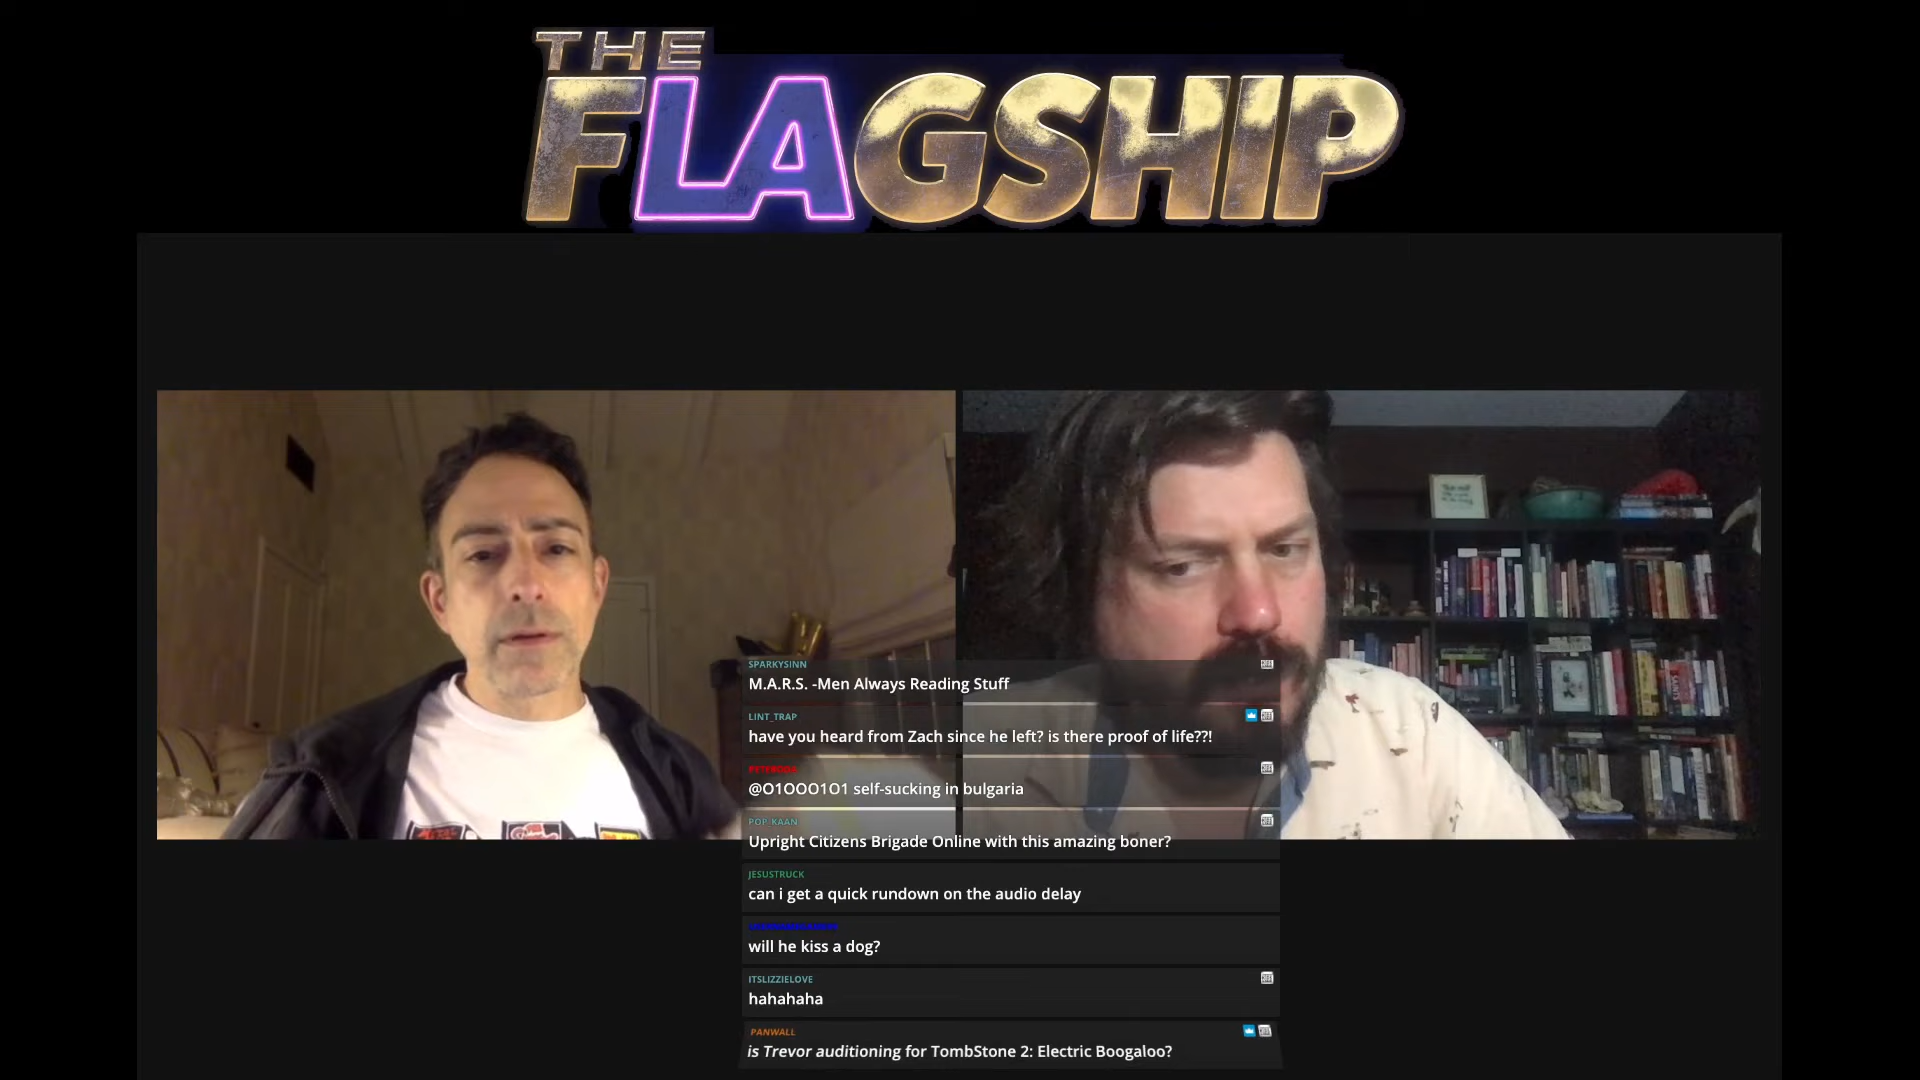 THE
FLAGSHIP
SPARKYSINN
M.A.R.S. -Men Always Reading Stuff
LINT_TRAP
have you heard from Zach since he left? is there proof of life??!
@O1OOO1O1 self-sucking in bulgaria
POP_KAAN
Upright Citizens Brigade Online with this amazing boner?
JESUSTRUCK
can i get a quick rundown on the audio delay
will he kiss a dog?
ITSLIZZIELOVE
hahahaha
PANWALL
is Trevor auditioning for TombStone 2: Electric Boogaloo?